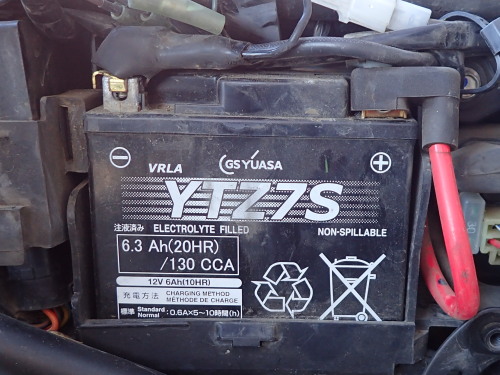 VRLA GS YUASA
YTZ7S
注液済み ELECTROLYTE FILLED NON-SPILLABLE
6.3 Ah(20HR)
/130 CCA
12V 6Ah(10HR)
充電方法 CHARGING METHOD
MÉTHODE DE CHARGE
標準 Standard Normal : 0.6A×5~10時間(h)
Pb